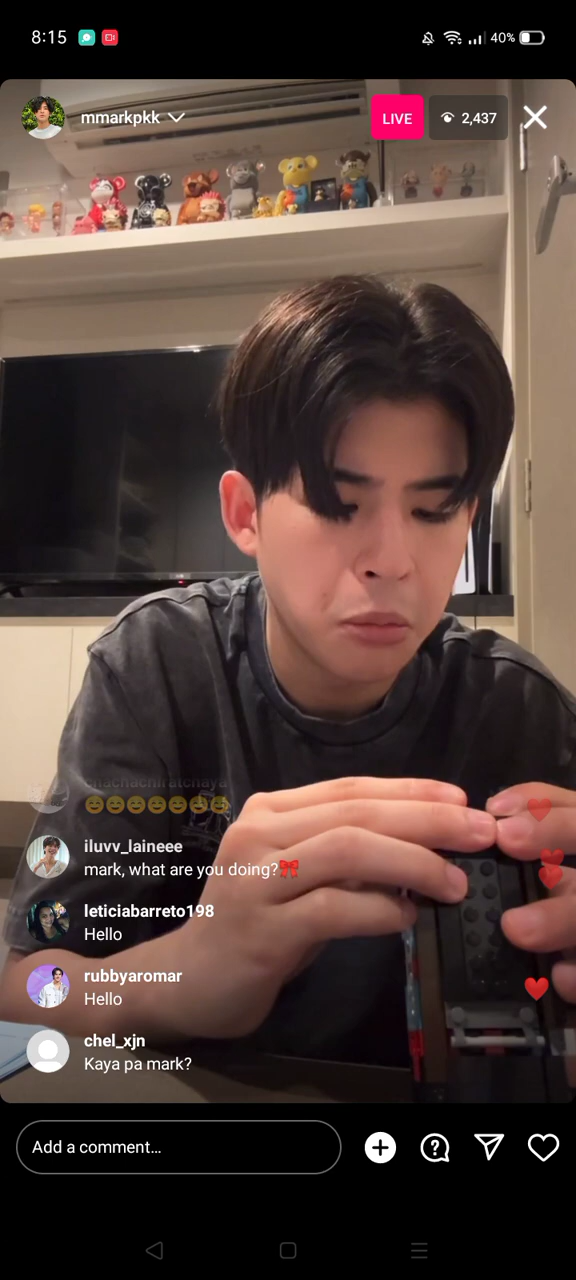 8:15
40%
mmarkpkk
LIVE
2,437
chachachiratchaya
iluvv_laineee
mark, what are you doing?
leticiabarreto198
Hello
rubbyaromar
Hello
chel_xjn
Kaya pa mark?
Add a comment…